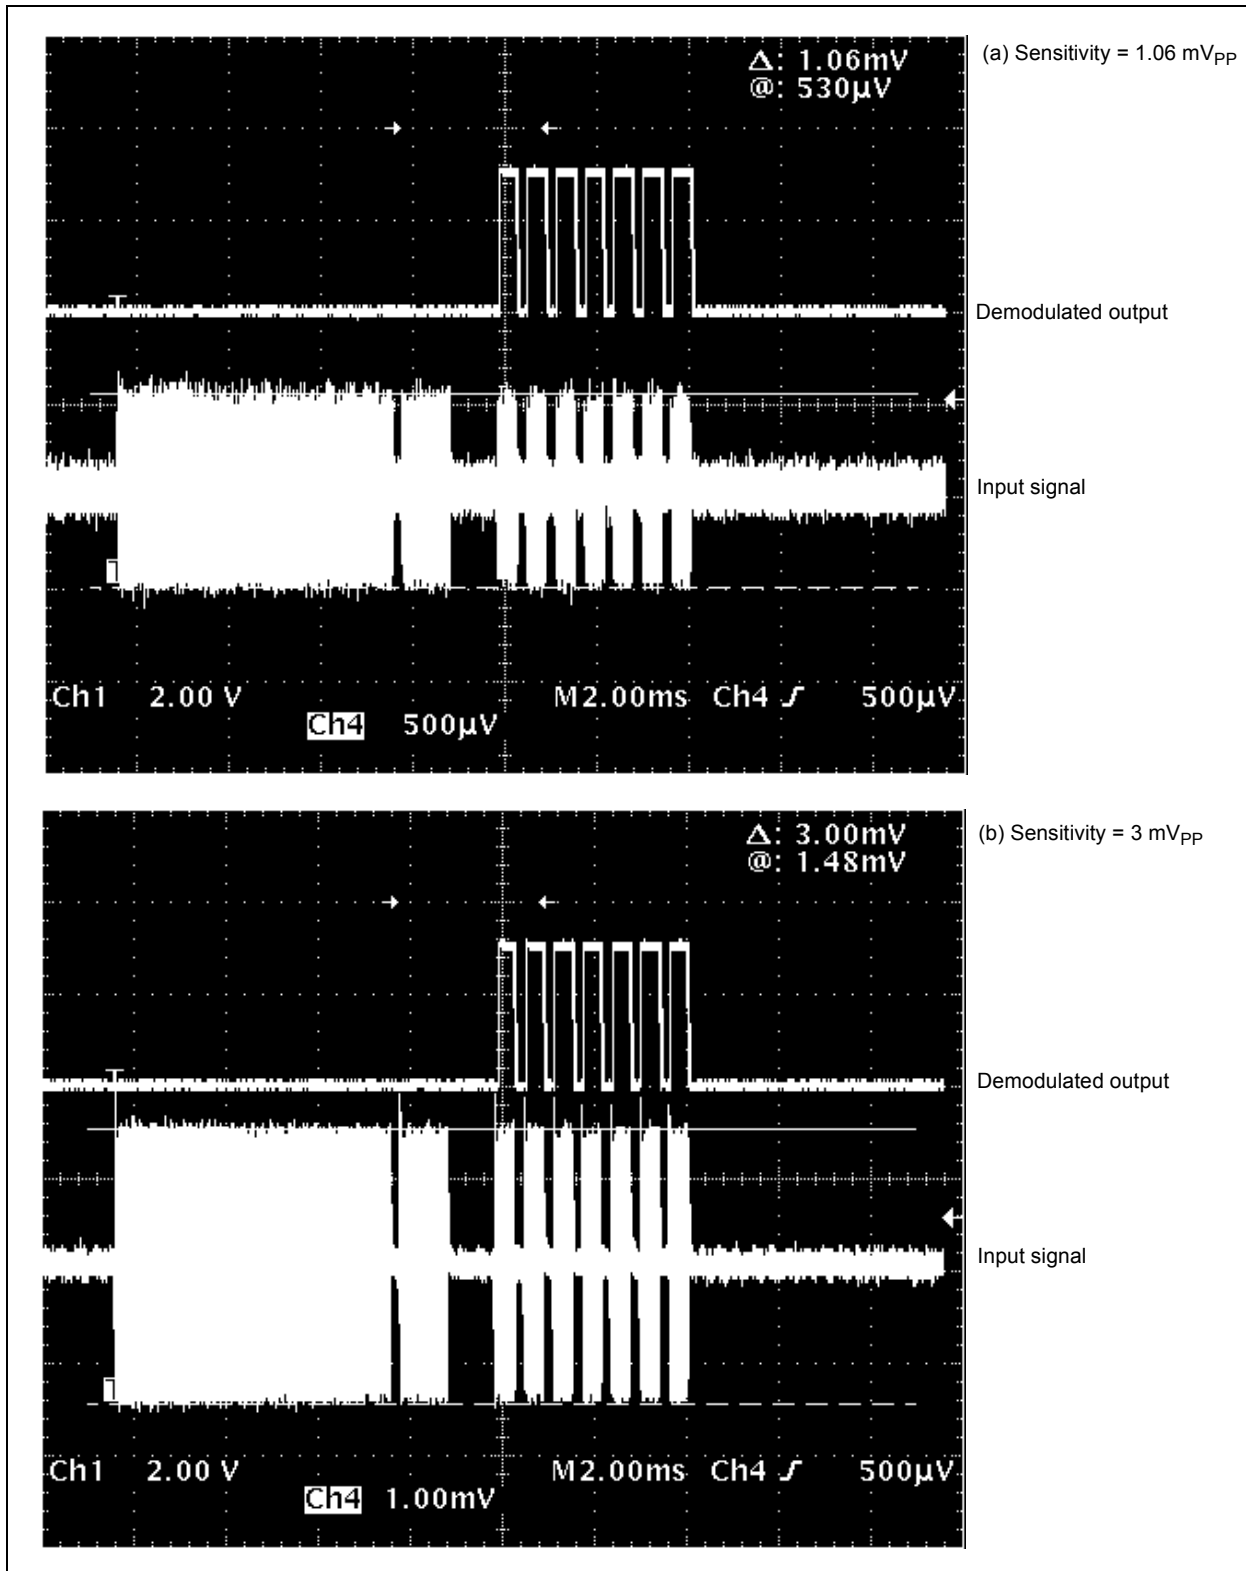 Δ: 1.06mV
@: 530µV
(a) Sensitivity = 1.06 mVPP
Demodulated output
Input signal
Ch1 2.00 V M2.00ms Ch4 ƒ 500µV
Ch4 500µV
Δ: 3.00mV
@: 1.48mV
(b) Sensitivity = 3 mVPP
Demodulated output
Input signal
Ch1 2.00 V M2.00ms Ch4 ƒ 500µV
Ch4 1.00mV